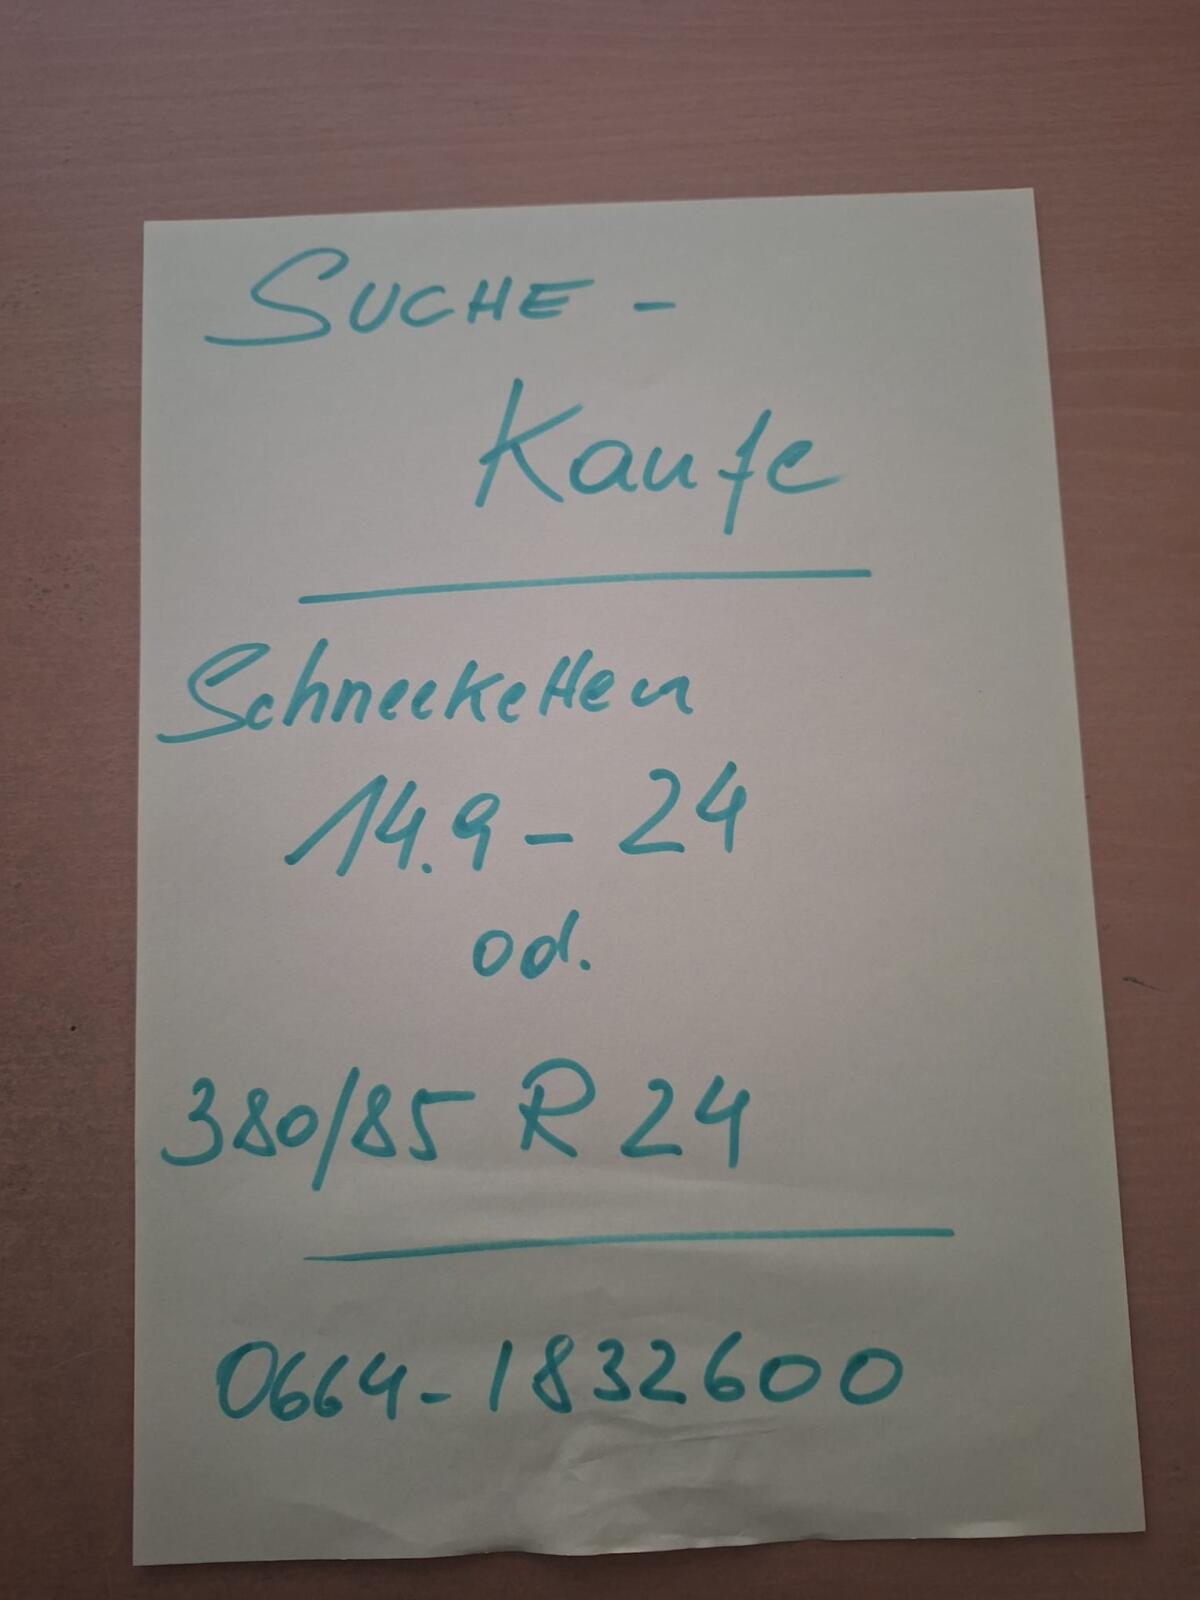 SUCHE -
Kaufe
Schneeketten
14.9 - 24
od.
380/85 R 24
0664-1832600